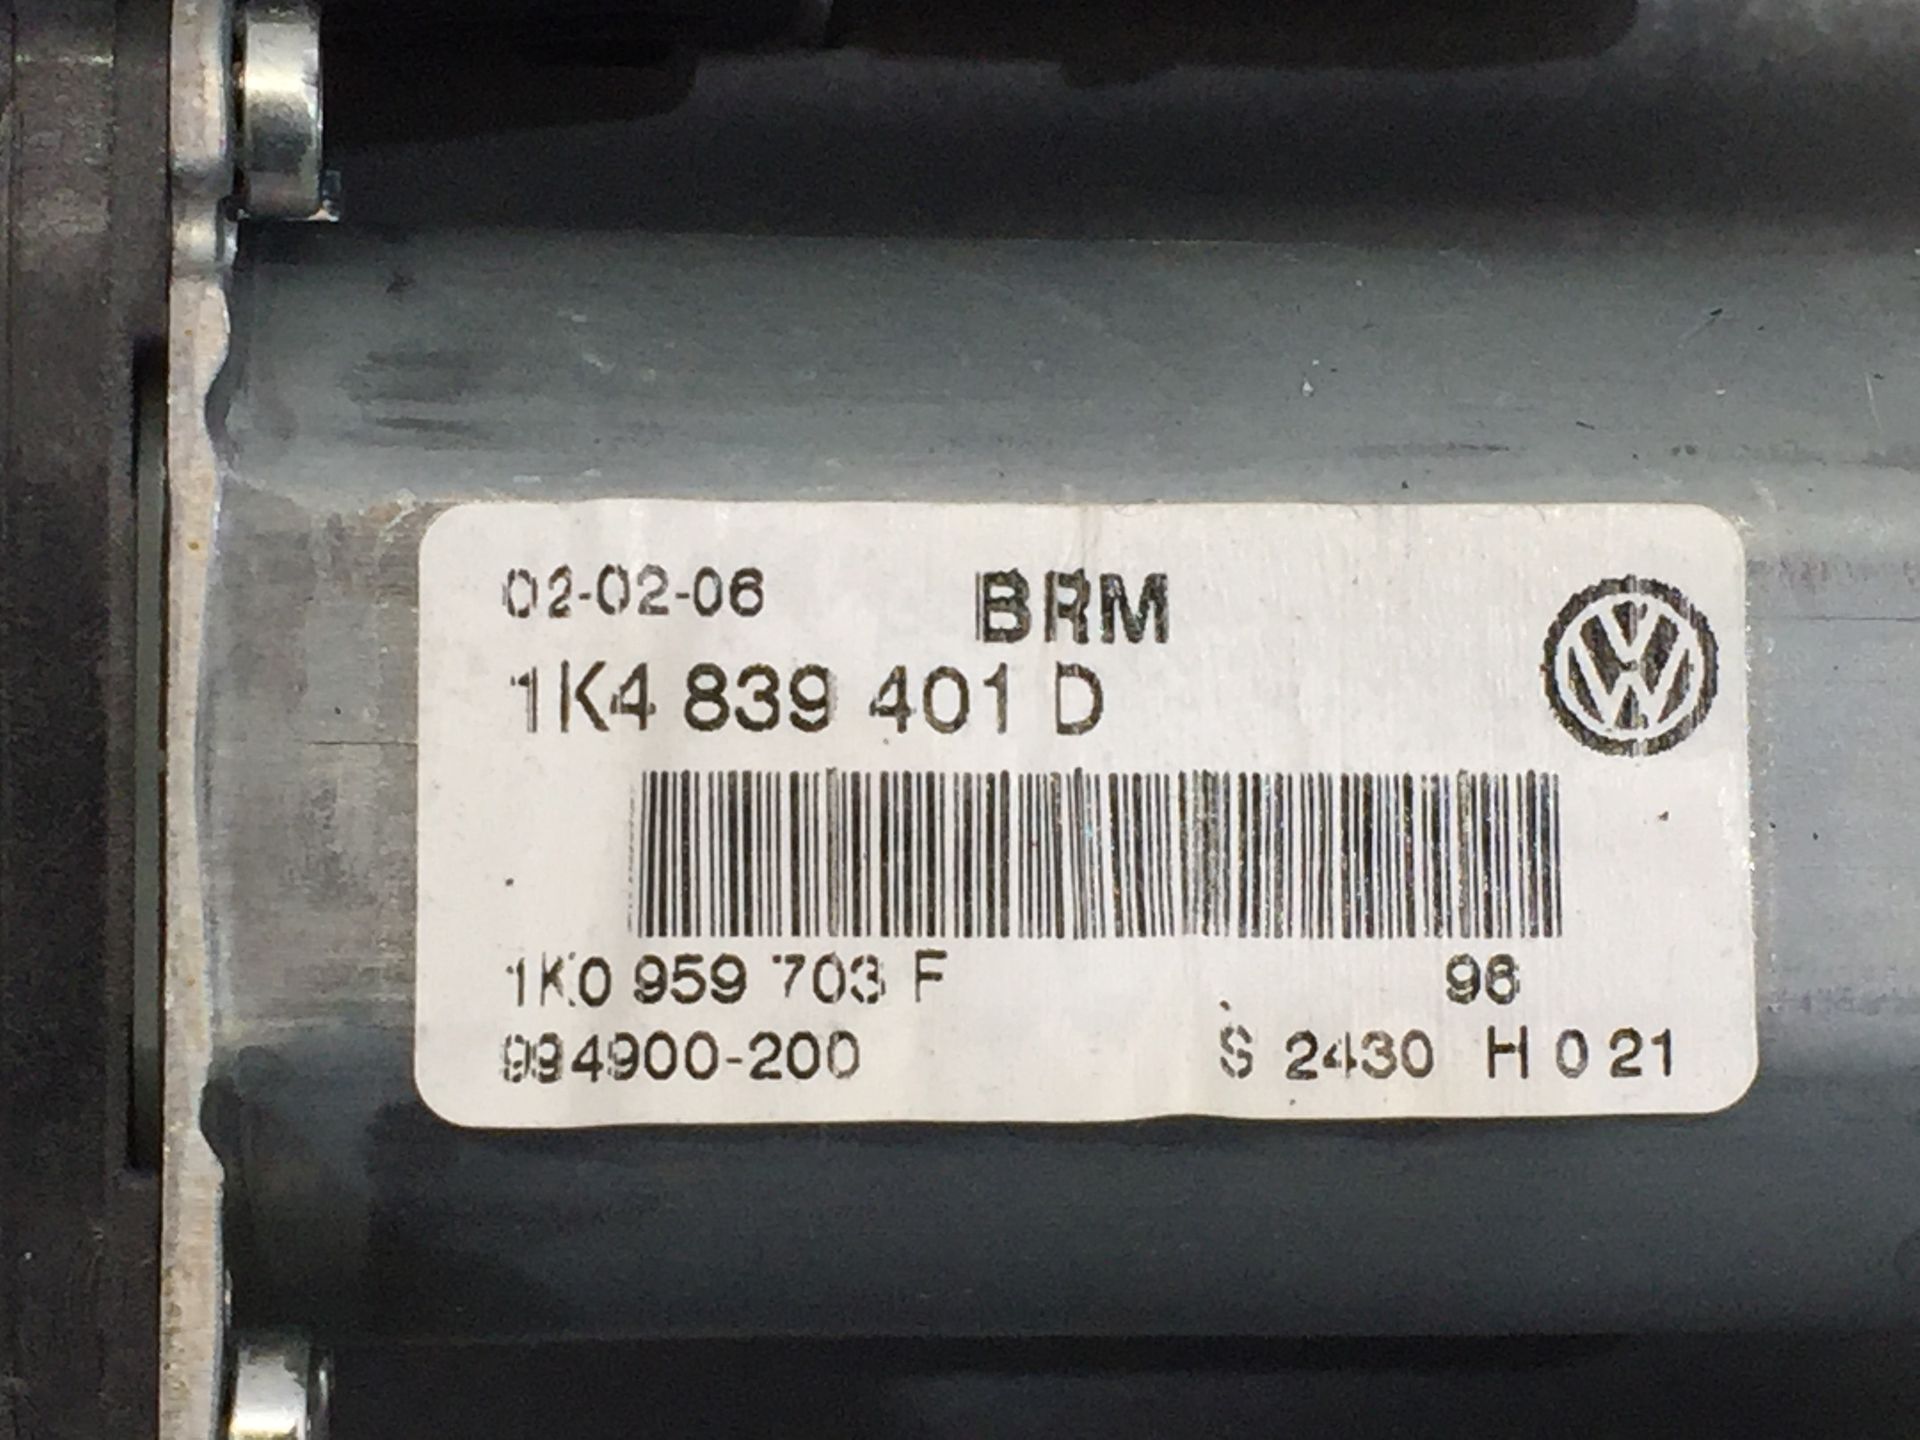 02-02-06 BRM
1K4 839 401 D
1K0 959 703 F 96
994900-200 S 2430 H 0 21